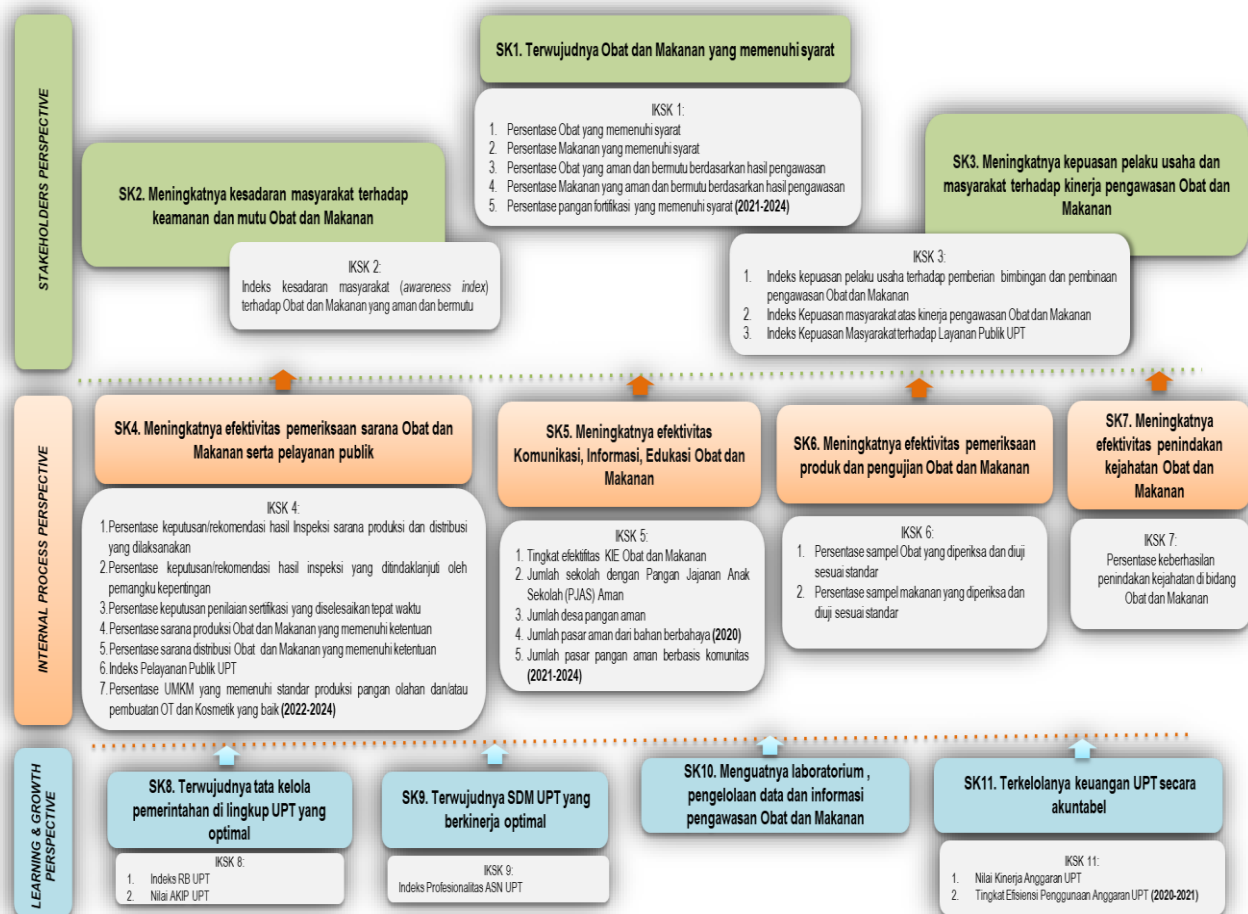 STAKEHOLDERS PERSPECTIVE
SK1. Terwujudnya Obat dan Makanan yang memenuhi syarat
IKSK 1:
1. Persentase Obat yang memenuhi syarat
2. Persentase Makanan yang memenuhi syarat
3. Persentase Obat yang aman dan bermutu berdasarkan hasil pengawasan
4. Persentase Makanan yang aman dan bermutu berdasarkan hasil pengawasan
5. Persentase pangan fortifikasi yang memenuhi syarat (2021-2024)
SK2. Meningkatnya kesadaran masyarakat terhadap
keamanan dan mutu Obat dan Makanan
IKSK 2:
Indeks kesadaran masyarakat (awareness index)
terhadap Obat dan Makanan yang aman dan bermutu
SK3. Meningkatnya kepuasan pelaku usaha dan
masyarakat terhadap kinerja pengawasan Obat dan
Makanan
IKSK 3:
1. Indeks kepuasan pelaku usaha terhadap pemberian bimbingan dan pembinaan
pengawasan Obat dan Makanan
2. Indeks Kepuasan masyarakat atas kinerja pengawasan Obat dan Makanan
3. Indeks Kepuasan Masyarakat terhadap Layanan Publik UPT
INTERNAL PROCESS PERSPECTIVE
SK4. Meningkatnya efektivitas pemeriksaan sarana Obat dan
Makanan serta pelayanan publik
IKSK 4:
1. Persentase keputusan/rekomendasi hasil Inspeksi sarana produksi dan distribusi
yang dilaksanakan
2. Persentase keputusan/rekomendasi hasil inspeksi yang ditindaklanjuti oleh
pemangku kepentingan
3. Persentase keputusan penilaian sertifikasi yang diselesaikan tepat waktu
4. Persentase sarana produksi Obat dan Makanan yang memenuhi ketentuan
5. Persentase sarana distribusi Obat dan Makanan yang memenuhi ketentuan
6. Indeks Pelayanan Publik UPT
7. Persentase UMKM yang memenuhi standar produksi pangan olahan dan/atau
pembuatan OT dan Kosmetik yang baik (2022-2024)
SK5. Meningkatnya efektivitas
Komunikasi, Informasi, Edukasi Obat dan
Makanan
IKSK 5:
1. Tingkat efektifitas KIE Obat dan Makanan
2. Jumlah sekolah dengan Pangan Jajanan Anak
Sekolah (PJAS) Aman
3. Jumlah desa pangan aman
4. Jumlah pasar aman dari bahan berbahaya (2020)
5. Jumlah pasar pangan aman berbasis komunitas
(2021-2024)
SK6. Meningkatnya efektivitas pemeriksaan
produk dan pengujian Obat dan Makanan
IKSK 6:
1. Persentase sampel Obat yang diperiksa dan diuji
sesuai standar
2. Persentase sampel makanan yang diperiksa dan
diuji sesuai standar
SK7. Meningkatnya
efektivitas penindakan
kejahatan Obat dan
Makanan
IKSK 7:
Persentase keberhasilan
penindakan kejahatan di bidang
Obat dan Makanan
LEARNING & GROWTH
PERSPECTIVE
SK8. Terwujudnya tata kelola
pemerintahan di lingkup UPT yang
optimal
IKSK 8:
1. Indeks RB UPT
2. Nilai AKIP UPT
SK9. Terwujudnya SDM UPT yang
berkinerja optimal
IKSK 9:
Indeks Profesionalitas ASN UPT
SK10. Menguatnya laboratorium ,
pengelolaan data dan informasi
pengawasan Obat dan Makanan
SK11. Terkelolanya keuangan UPT secara
akuntabel
IKSK 11:
1. Nilai Kinerja Anggaran UPT
2. Tingkat Efisiensi Penggunaan Anggaran UPT (2020-2021)